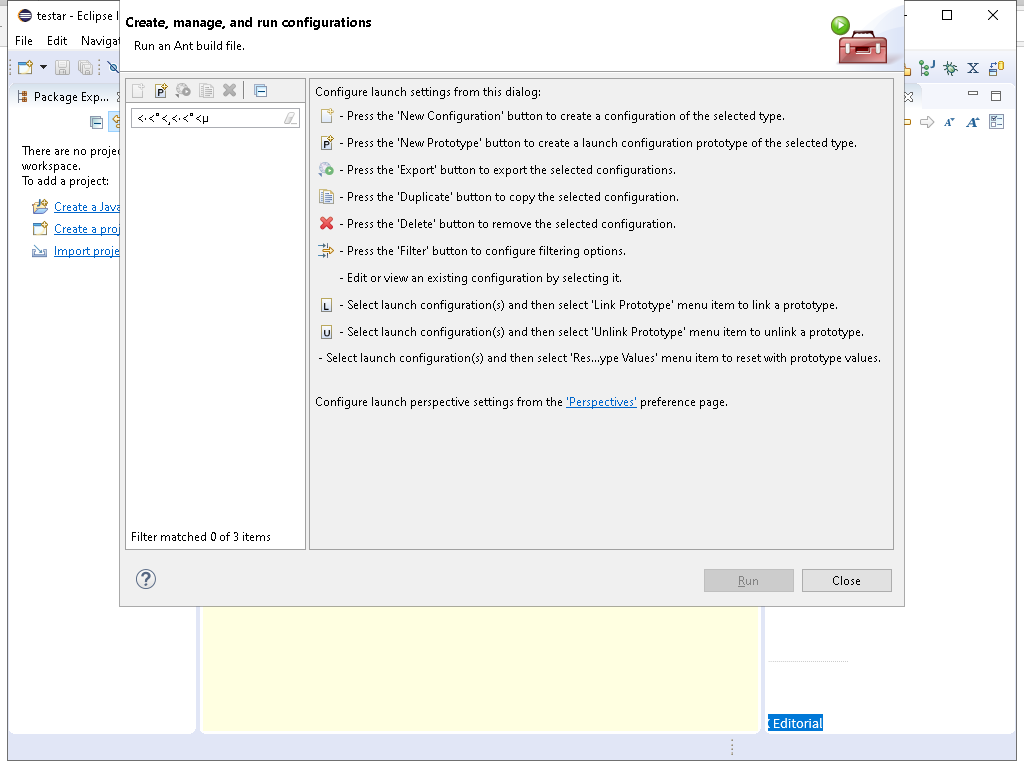 testar - Eclipse I
File Edit Navigat
Package Exp...
There are no projec
workspace.
To add a project:
Create a Java
Create a proj
Import proje
Create, manage, and run configurations
Run an Ant build file.
<·<°<¸<·<°<µ
Filter matched 0 of 3 items
Configure launch settings from this dialog:
- Press the 'New Configuration' button to create a configuration of the selected type.
- Press the 'New Prototype' button to create a launch configuration prototype of the selected type.
- Press the 'Export' button to export the selected configurations.
- Press the 'Duplicate' button to copy the selected configuration.
- Press the 'Delete' button to remove the selected configuration.
- Press the 'Filter' button to configure filtering options.
- Edit or view an existing configuration by selecting it.
- Select launch configuration(s) and then select 'Link Prototype' menu item to link a prototype.
- Select launch configuration(s) and then select 'Unlink Prototype' menu item to unlink a prototype.
- Select launch configuration(s) and then select 'Res...ype Values' menu item to reset with prototype values.
Configure launch perspective settings from the 'Perspectives' preference page.
Run Close
Editorial